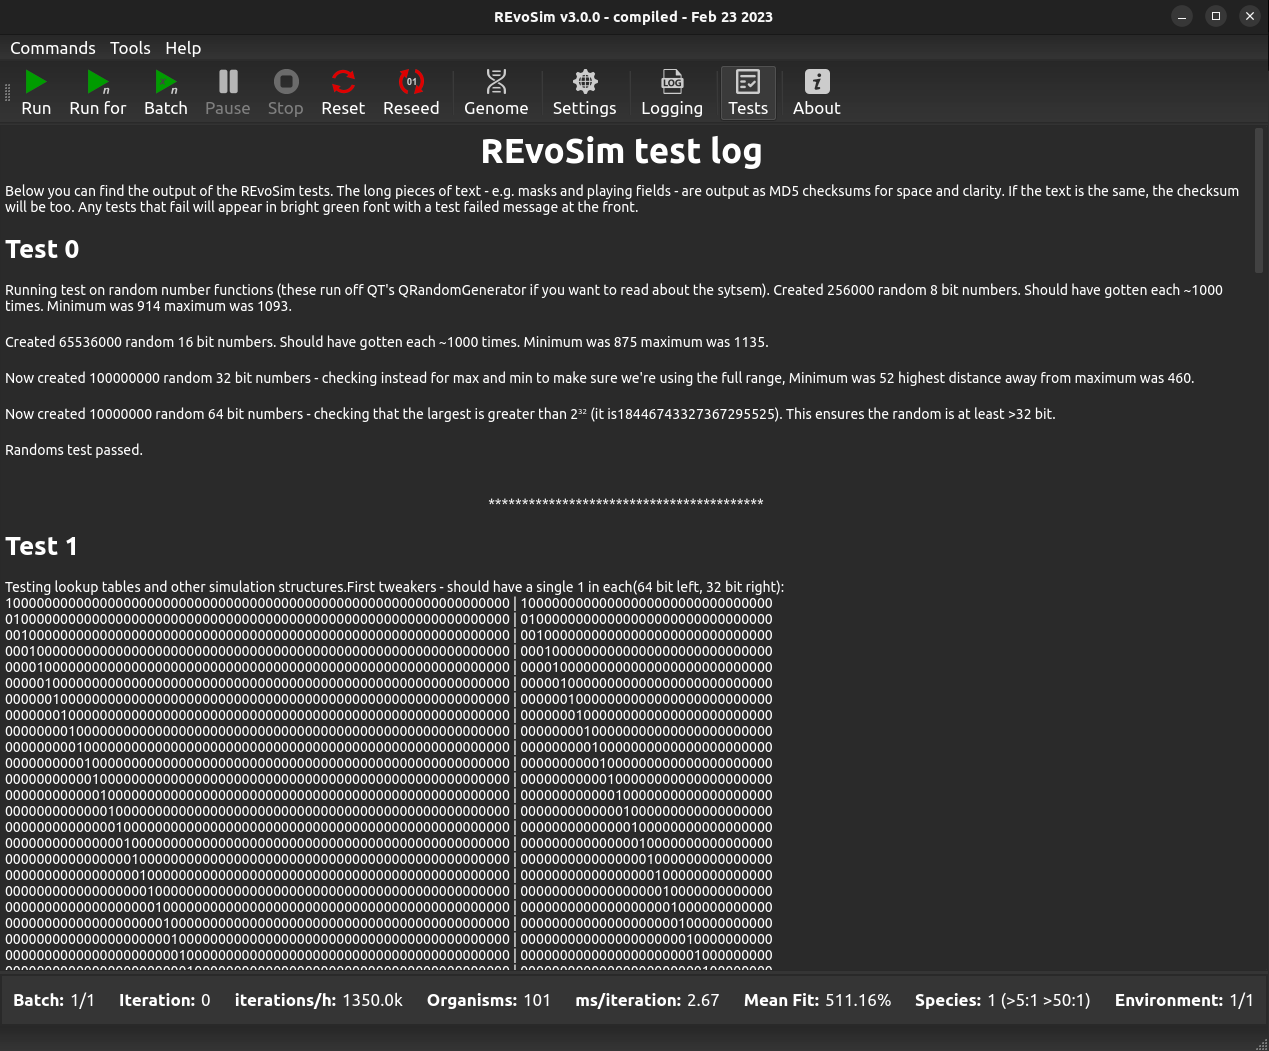 REvoSim v3.0.0 - compiled - Feb 23 2023
Commands Tools Help
Run Run for Batch Pause Stop Reset Reseed Genome Settings Logging Tests About
REvoSim test log
Below you can find the output of the REvoSim tests. The long pieces of text - e.g. masks and playing fields - are output as MD5 checksums for space and clarity. If the text is the same, the checksum
will be too. Any tests that fail will appear in bright green font with a test failed message at the front.
Test 0
Running test on random number functions (these run off QT's QRandomGenerator if you want to read about the sytsem). Created 256000 random 8 bit numbers. Should have gotten each ~1000
times. Minimum was 914 maximum was 1093.
Created 65536000 random 16 bit numbers. Should have gotten each ~1000 times. Minimum was 875 maximum was 1135.
Now created 100000000 random 32 bit numbers - checking instead for max and min to make sure we're using the full range, Minimum was 52 highest distance away from maximum was 460.
Now created 10000000 random 64 bit numbers - checking that the largest is greater than 2³² (it is18446743327367295525). This ensures the random is at least >32 bit.
Randoms test passed.
*****************************************
Test 1
Testing lookup tables and other simulation structures.First tweakers - should have a single 1 in each(64 bit left, 32 bit right):
1000000000000000000000000000000000000000000000000000000000000000 | 10000000000000000000000000000000
0100000000000000000000000000000000000000000000000000000000000000 | 01000000000000000000000000000000
0010000000000000000000000000000000000000000000000000000000000000 | 00100000000000000000000000000000
0001000000000000000000000000000000000000000000000000000000000000 | 00010000000000000000000000000000
0000100000000000000000000000000000000000000000000000000000000000 | 00001000000000000000000000000000
0000010000000000000000000000000000000000000000000000000000000000 | 00000100000000000000000000000000
0000001000000000000000000000000000000000000000000000000000000000 | 00000010000000000000000000000000
0000000100000000000000000000000000000000000000000000000000000000 | 00000001000000000000000000000000
0000000010000000000000000000000000000000000000000000000000000000 | 00000000100000000000000000000000
0000000001000000000000000000000000000000000000000000000000000000 | 00000000010000000000000000000000
0000000000100000000000000000000000000000000000000000000000000000 | 00000000001000000000000000000000
0000000000010000000000000000000000000000000000000000000000000000 | 00000000000100000000000000000000
0000000000001000000000000000000000000000000000000000000000000000 | 00000000000010000000000000000000
0000000000000100000000000000000000000000000000000000000000000000 | 00000000000001000000000000000000
0000000000000010000000000000000000000000000000000000000000000000 | 00000000000000100000000000000000
0000000000000001000000000000000000000000000000000000000000000000 | 00000000000000010000000000000000
0000000000000000100000000000000000000000000000000000000000000000 | 00000000000000001000000000000000
0000000000000000010000000000000000000000000000000000000000000000 | 00000000000000000100000000000000
0000000000000000001000000000000000000000000000000000000000000000 | 00000000000000000010000000000000
0000000000000000000100000000000000000000000000000000000000000000 | 00000000000000000001000000000000
0000000000000000000010000000000000000000000000000000000000000000 | 00000000000000000000100000000000
0000000000000000000001000000000000000000000000000000000000000000 | 00000000000000000000010000000000
0000000000000000000000100000000000000000000000000000000000000000 | 00000000000000000000001000000000
Batch: 1/1 Iteration: 0 iterations/h: 1350.0k Organisms: 101 ms/iteration: 2.67 Mean Fit: 511.16% Species: 1 (>5:1 >50:1) Environment: 1/1